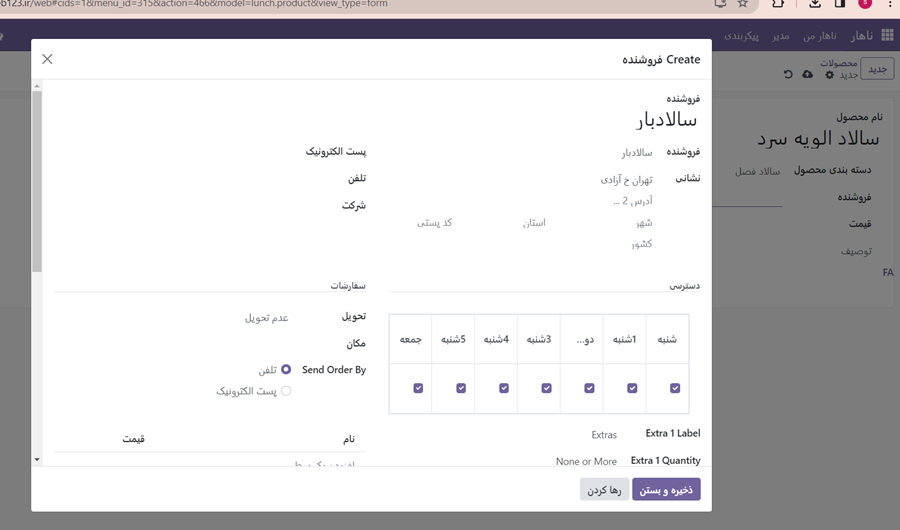 eb123.ir/web#cids=1&menu_id=315&action=466&model=lunch.product&view_type=form
S
ناهار ناهار من مدیر پیکربندی
جدید
محصولات
جدید
نام محصول
سالاد الویه سرد
دسته بندی محصول سالاد فصل
فروشنده
قیمت
توصیف
FA
Create فروشنده
فروشنده
سالادبار
فروشنده سالادبار
نشانی تهران خ آزادی
آدرس 2 ...
شهر استان کد پستی
کشور
پست الکترونیک
تلفن
شرکت
دسترسی
شنبه 1شنبه دو... 3شنبه 4شنبه 5شنبه جمعه
Extra 1 Label Extras
Extra 1 Quantity None or More
سفارشات
تحویل عدم تحویل
مکان
Send Order By تلفن
پست الکترونیک
نام قیمت
ذخیره و بستن رها کردن